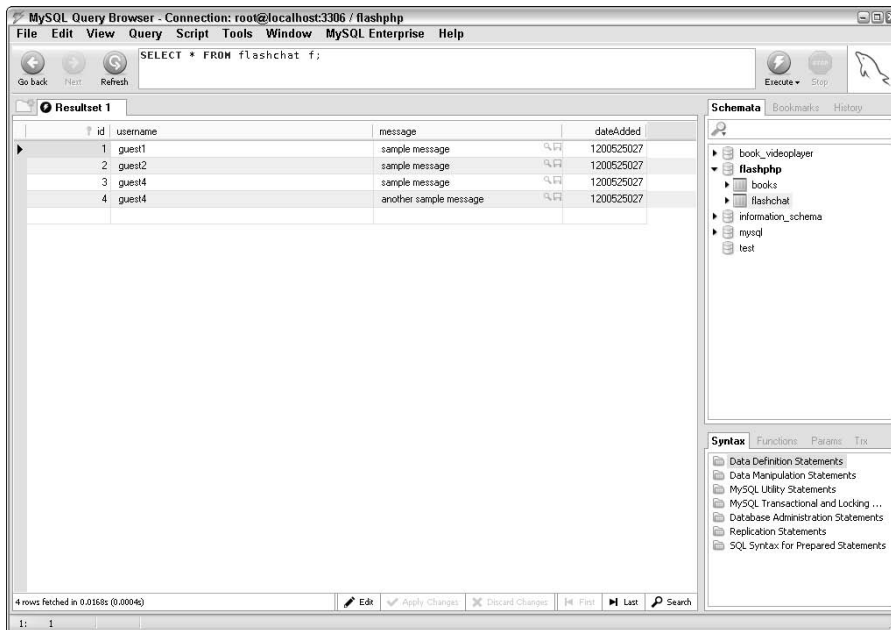 MySQL Query Browser - Connection: root@localhost:3306 / flashphp
File Edit View Query Script Tools Window MySQL Enterprise Help
Go back Next Refresh
SELECT * FROM flashchat f;
Execute Stop
Resultset 1
id username message dateAdded
1 guest1 sample message 1200525027
2 guest2 sample message 1200525027
3 guest4 sample message 1200525027
4 guest4 another sample message 1200525027
Schemata Bookmarks History
book_videoplayer
flashphp
books
flashchat
information_schema
mysql
test
Syntax Functions Params Trx
Data Definition Statements
Data Manipulation Statements
MySQL Utility Statements
MySQL Transactional and Locking ...
Database Administration Statements
Replication Statements
SQL Syntax for Prepared Statements
4 rows fetched in 0.0168s (0.0004s)
Edit Apply Changes Discard Changes First Last Search
1: 1